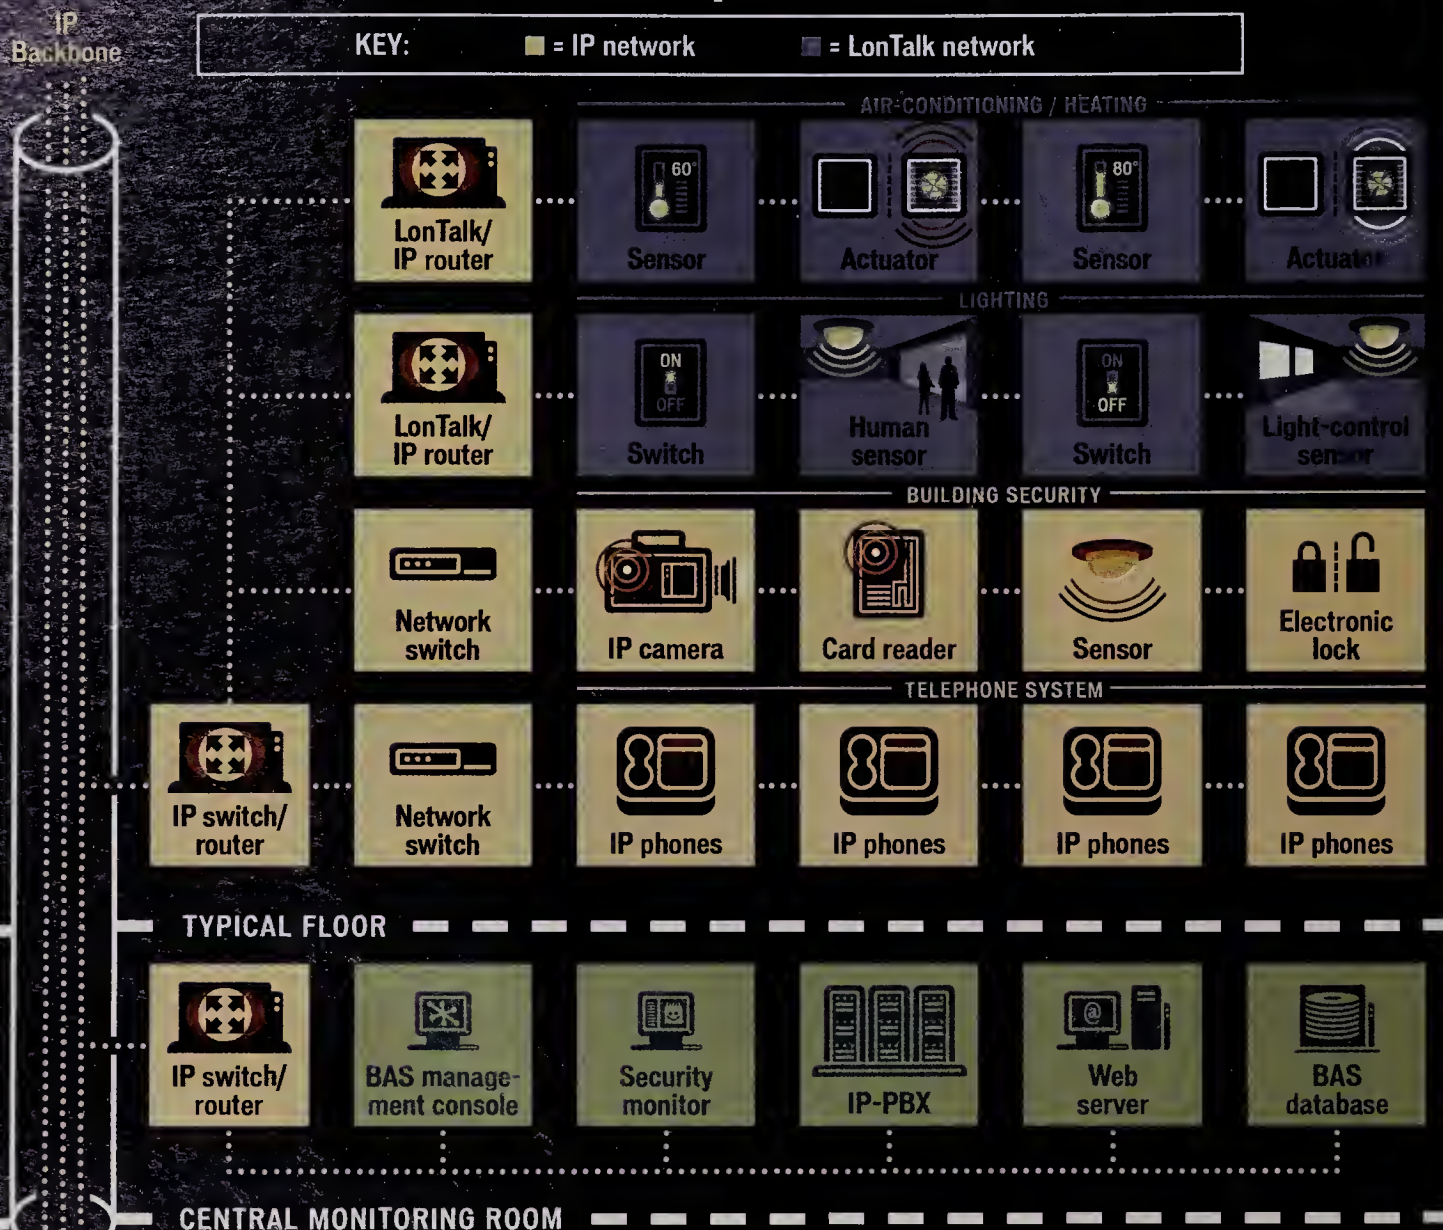 IP
Backbone
KEY:
= IP network
= LonTalk network
AIR-CONDITIONING / HEATING
LonTalk/
IP router
60°
Sensor
Actuator
80°
Sensor
Actuator
LIGHTING
LonTalk/
IP router
ON
OFF
Switch
Human
sensor
ON
OFF
Switch
Light-control
sensor
BUILDING SECURITY
Network
switch
IP camera
Card reader
Sensor
Electronic
lock
TELEPHONE SYSTEM
IP switch/
router
Network
switch
IP phones
IP phones
IP phones
IP phones
TYPICAL FLOOR
IP switch/
router
BAS manage-
ment console
Security
monitor
IP-PBX
@
Web
server
BAS
database
CENTRAL MONITORING ROOM